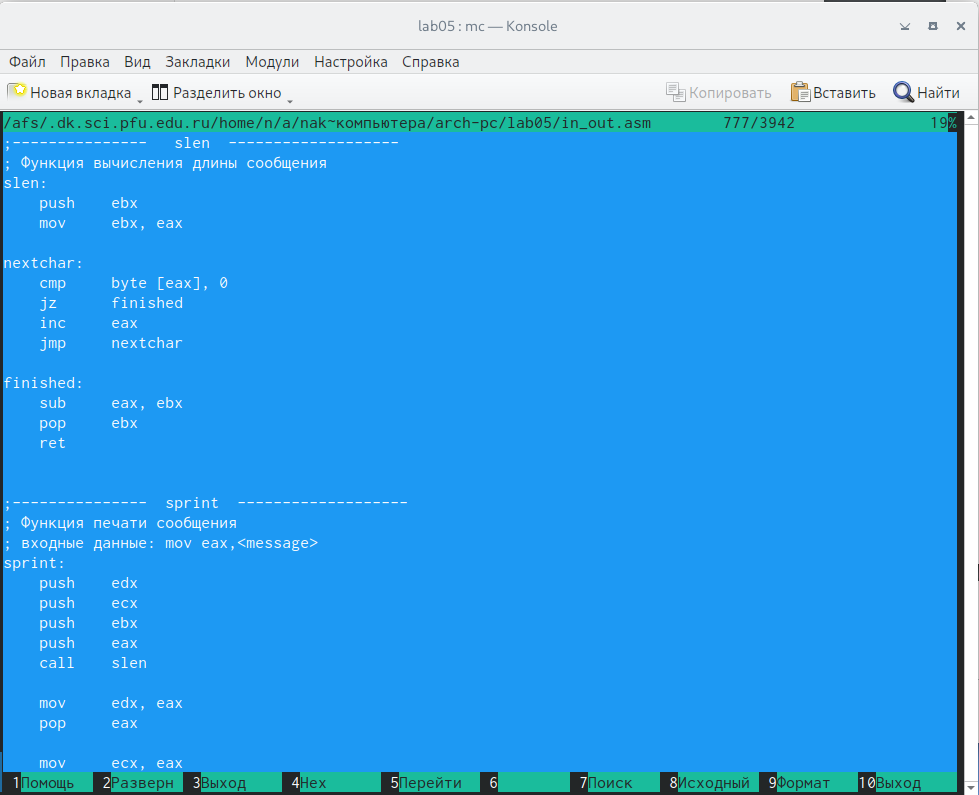 lab05 : mc — Konsole
Файл Правка Вид Закладки Модули Настройка Справка
Новая вкладка Разделить окно Копировать Вставить Найти
/afs/.dk.sci.pfu.edu.ru/home/n/a/nak~компьютера/arch-pc/lab05/in_out.asm 777/3942 19%
;--------------- slen -------------------
; Функция вычисления длины сообщения
slen:
push ebx
mov ebx, eax
nextchar:
cmp byte [eax], 0
jz finished
inc eax
jmp nextchar
finished:
sub eax, ebx
pop ebx
ret
;--------------- sprint -------------------
; Функция печати сообщения
; входные данные: mov eax,<message>
sprint:
push edx
push ecx
push ebx
push eax
call slen
mov edx, eax
pop eax
mov ecx, eax
1Помощь 2Разверн 3Выход 4Hex 5Перейти 6 7Поиск 8Исходный 9Формат 10Выход